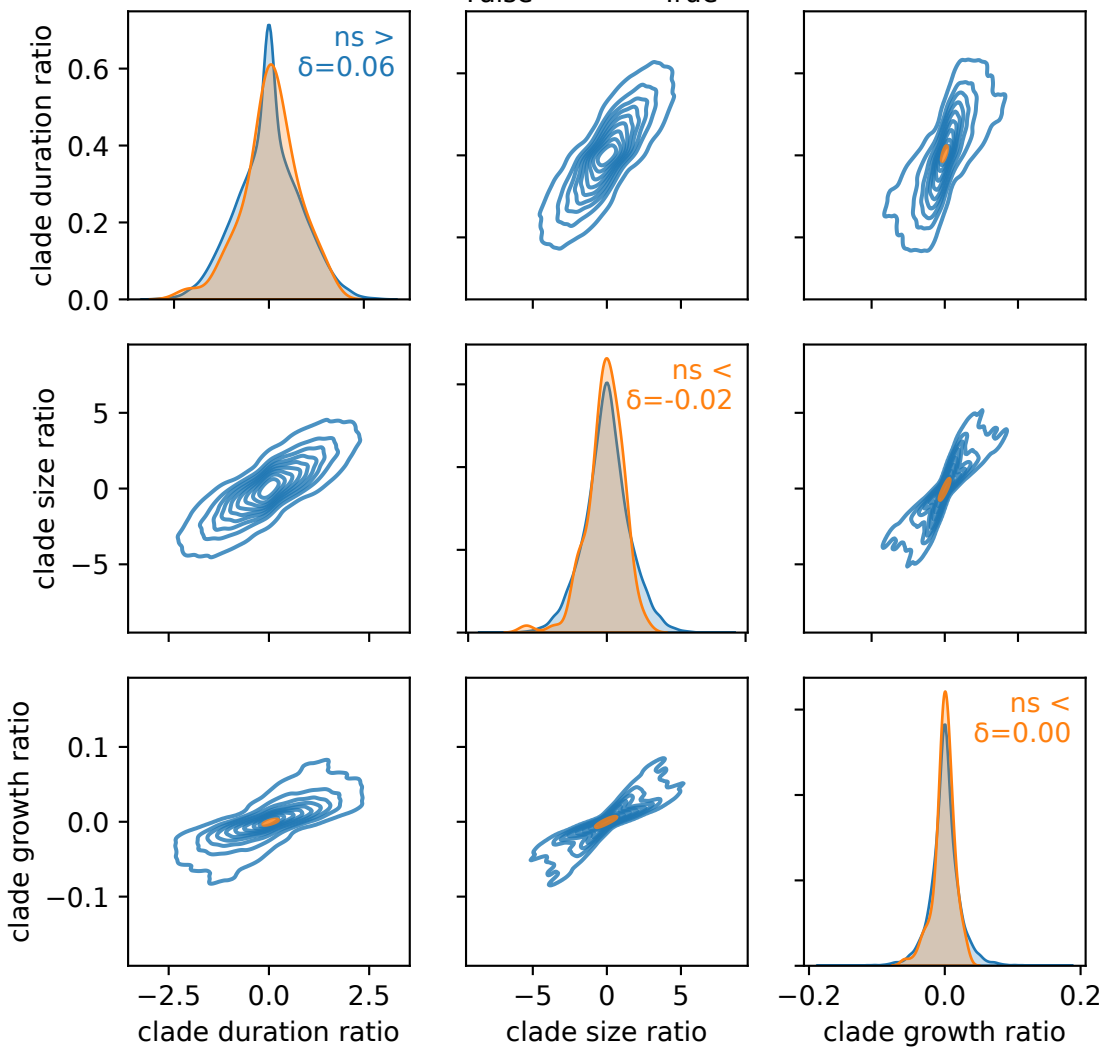 clade duration ratio
0.6
0.4
0.2
0.0
ns >
δ=0.06
clade size ratio
5
0
−5
ns <
δ=-0.02
−5
0
5
clade growth ratio
0.1
0.0
−0.1
ns <
δ=0.00
−2.5
0.0
2.5
−5
0
5
−0.2
0.0
0.2
clade duration ratio
clade size ratio
clade growth ratio